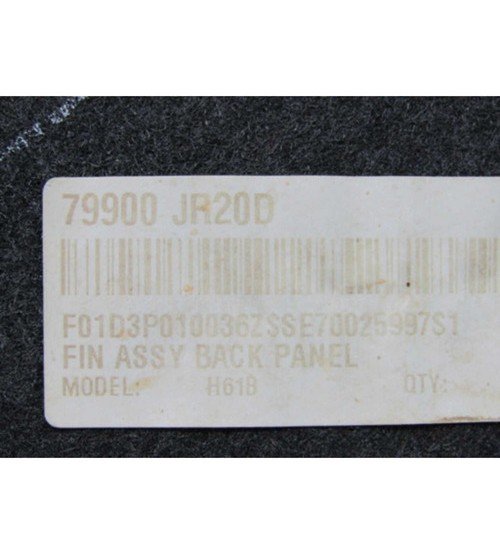 79900 JR20D
F01D3P010036ZSSE70025997S1
FIN ASSY BACK PANEL
MODEL: H61B QTY: